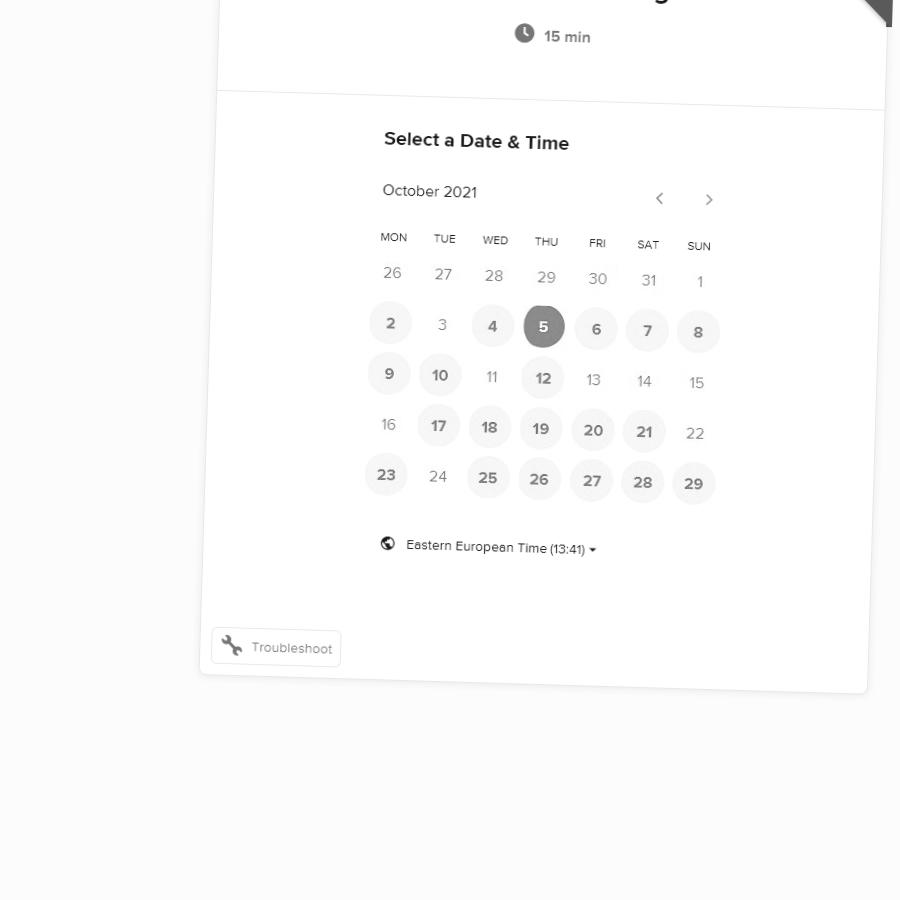 15 min
Select a Date & Time
October 2021
MON TUE WED THU FRI SAT SUN
26 27 28 29 30 31 1
2 3 4 5 6 7 8
9 10 11 12 13 14 15
16 17 18 19 20 21 22
23 24 25 26 27 28 29
Eastern European Time (13:41)
Troubleshoot